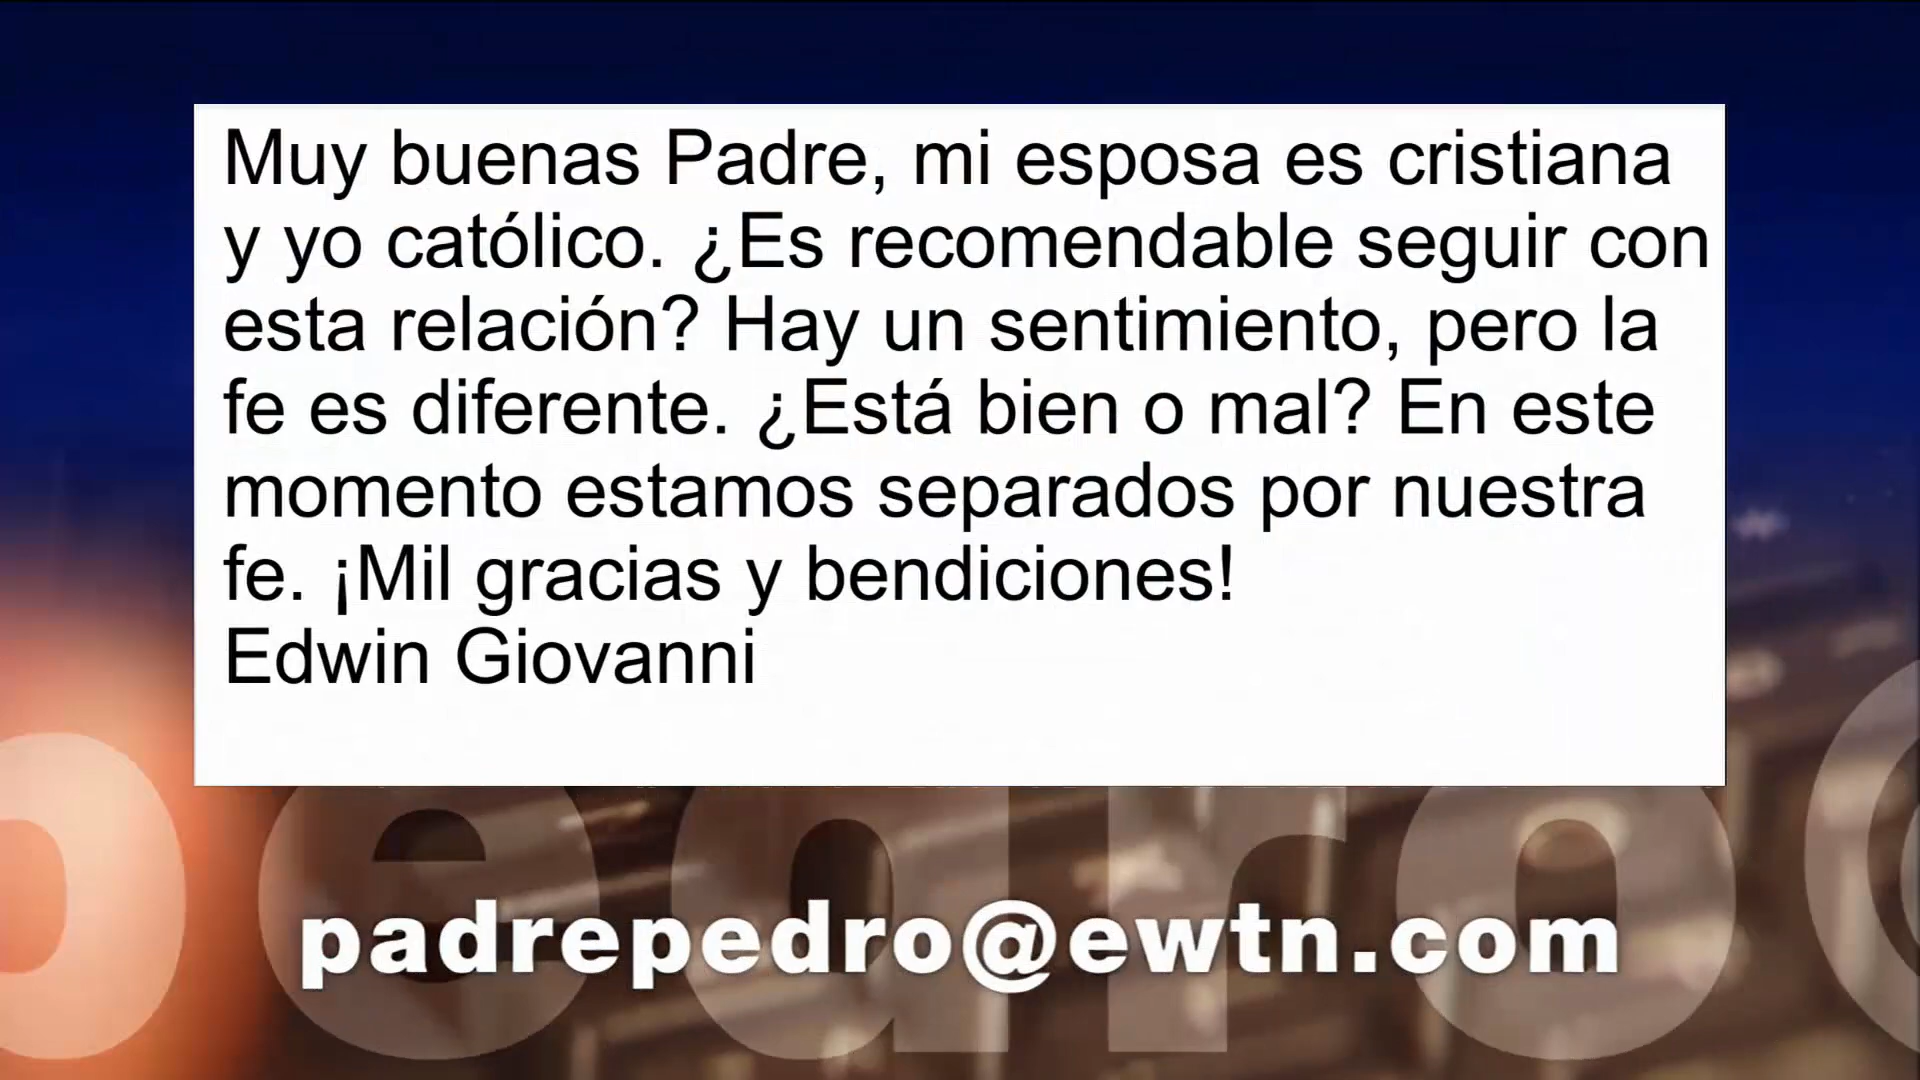 Muy buenas Padre, mi esposa es cristiana
y yo católico. ¿Es recomendable seguir con
esta relación? Hay un sentimiento, pero la
fe es diferente. ¿Está bien o mal? En este
momento estamos separados por nuestra
fe. ¡Mil gracias y bendiciones!
Edwin Giovanni
pedro@
padrepedro@ewtn.com